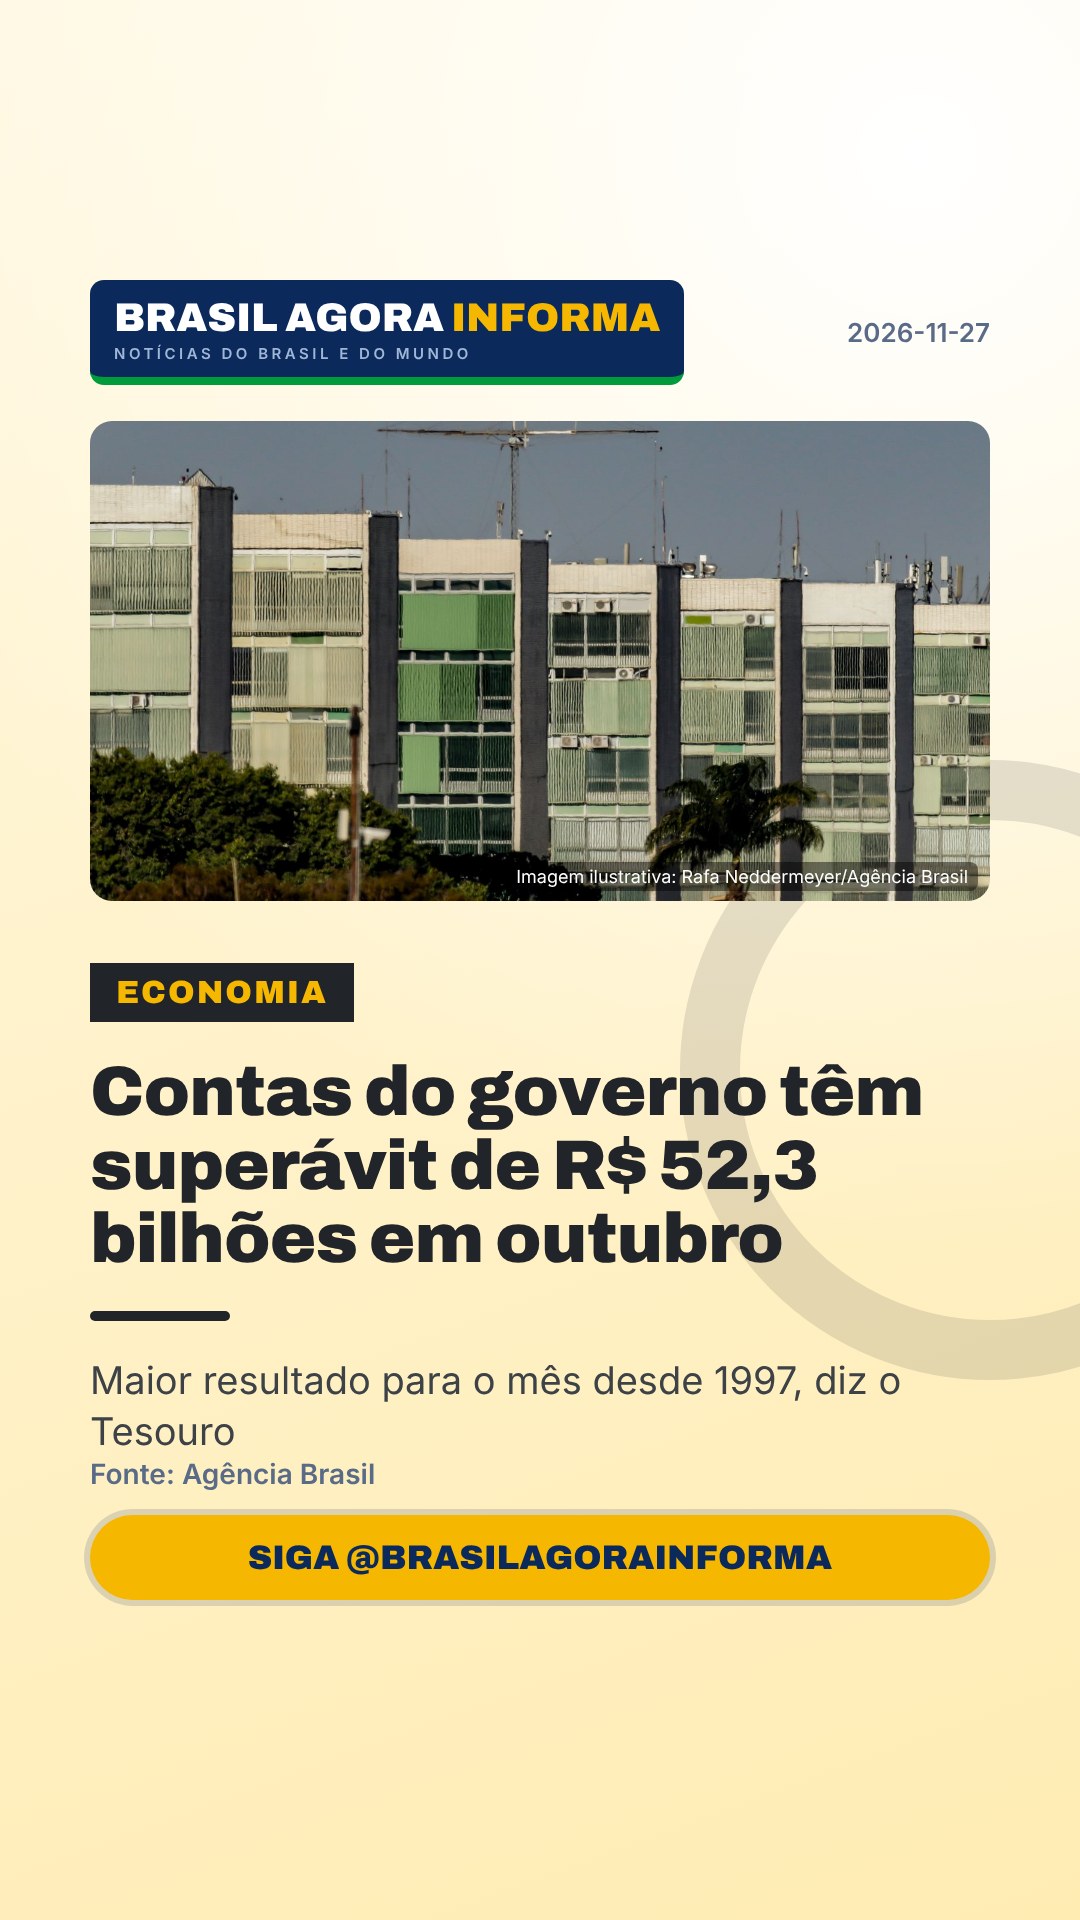 BRASIL AGORA INFORMA
NOTÍCIAS DO BRASIL E DO MUNDO
2026-11-27
Imagem ilustrativa: Rafa Neddermeyer/Agência Brasil
ECONOMIA
Contas do governo têm
superávit de R$ 52,3
bilhões em outubro
Maior resultado para o mês desde 1997, diz o
Tesouro
Fonte: Agência Brasil
SIGA @BRASILAGORAINFORMA